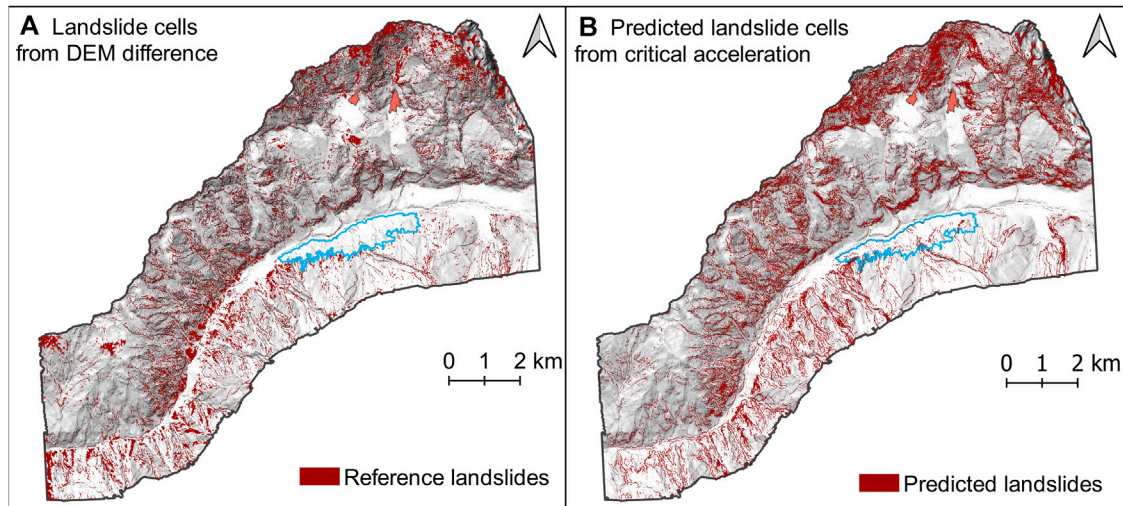 A Landslide cells
from DEM difference
0 1 2 km
Reference landslides
B Predicted landslide cells
from critical acceleration
0 1 2 km
Predicted landslides